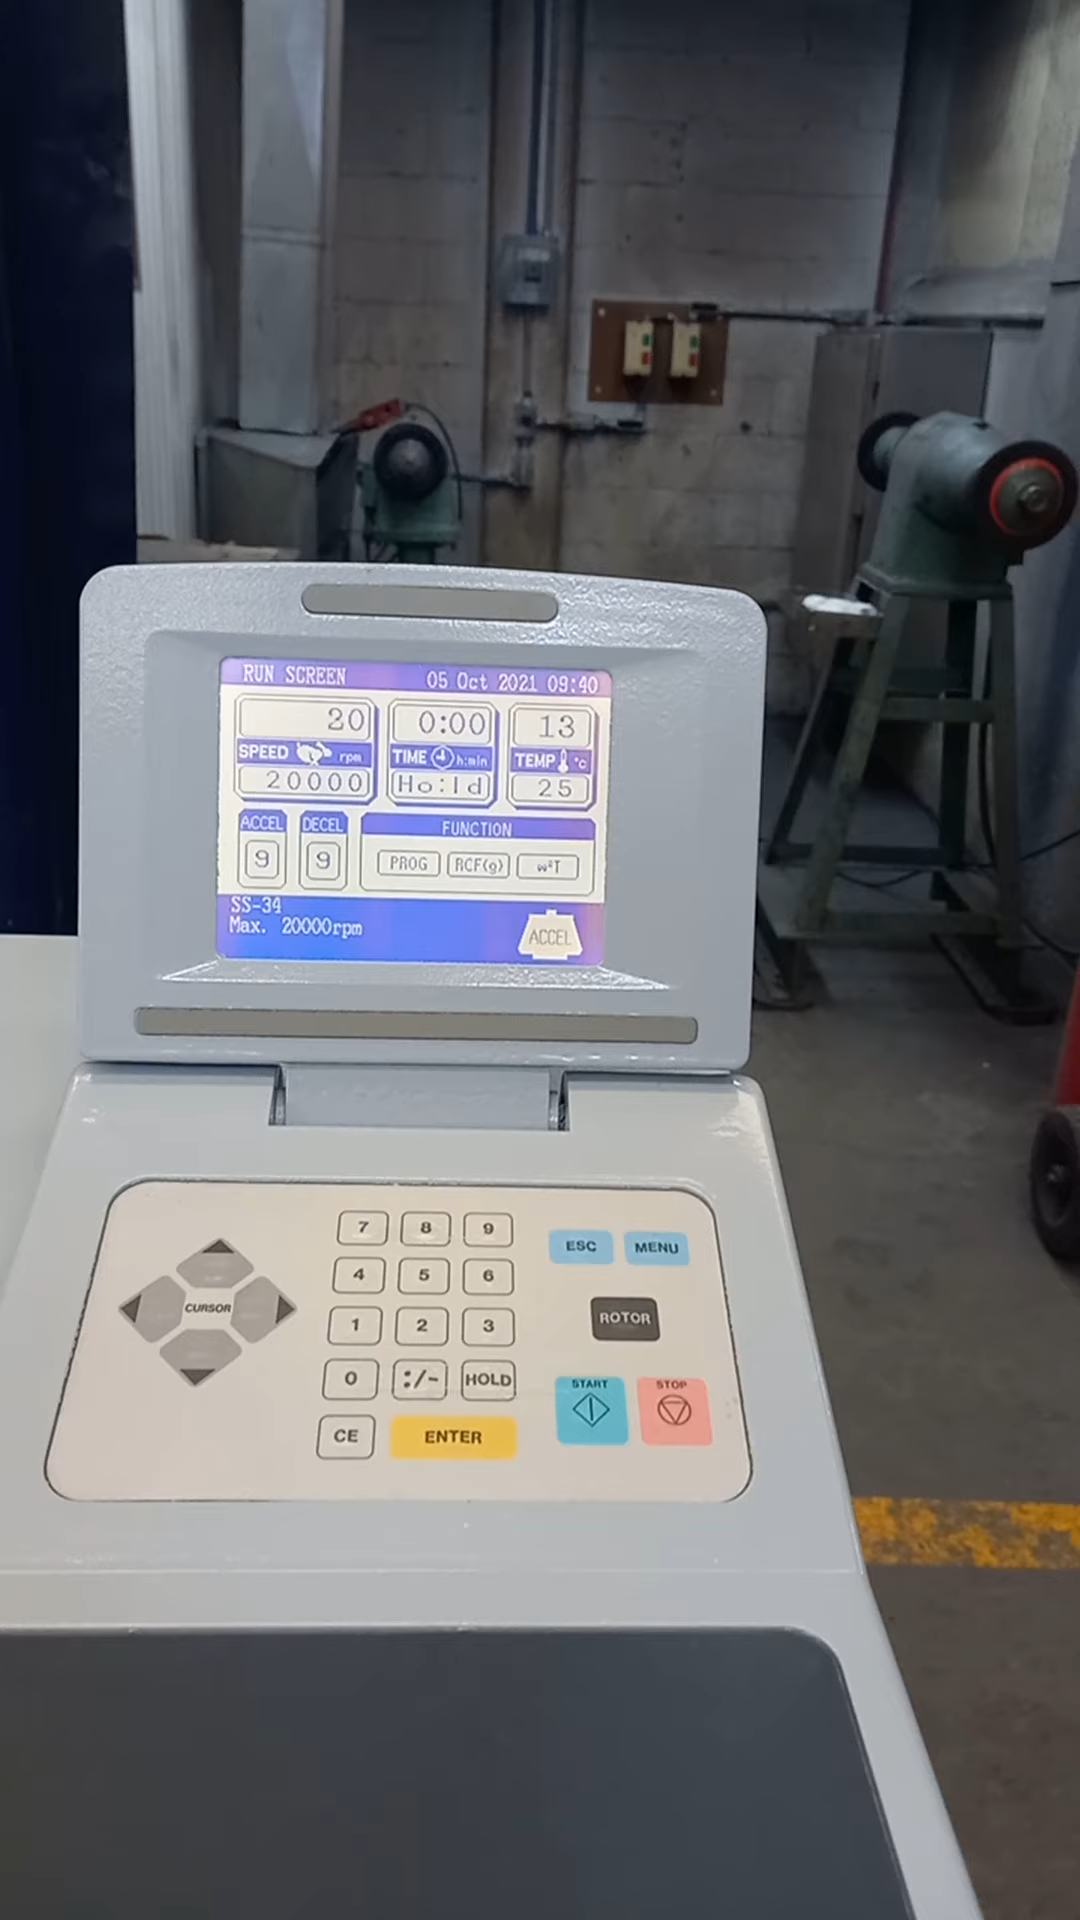 RUN SCREEN 05 Oct 2021 09:40
20 0:00 13
SPEED rpm TIME h:min TEMP °C
20000 Ho:ld 25
ACCEL DECEL FUNCTION
9 9 PROG RCF(g) ω²T
SS-34
Max. 20000rpm
ACCEL
7 8 9
ESC MENU
4 5 6
CURSOR
ROTOR
1 2 3
0 :/- HOLD
START STOP
CE ENTER